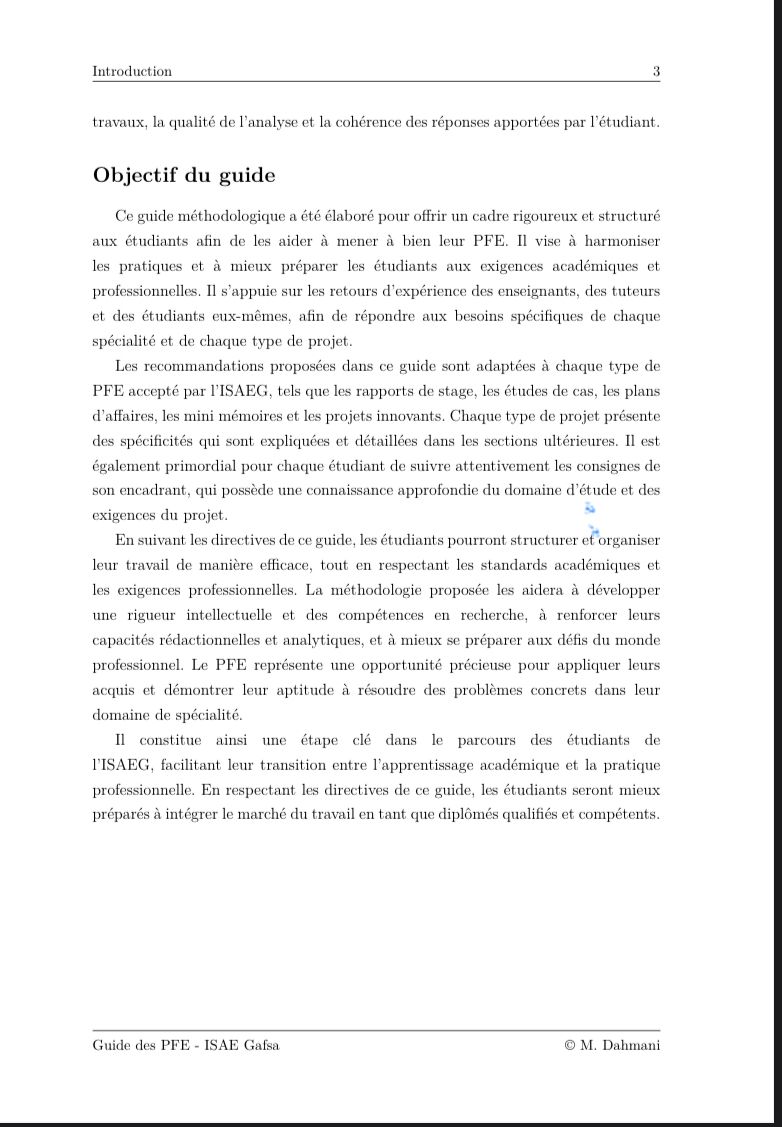 Introduction 3
travaux, la qualité de l'analyse et la cohérence des réponses apportées par l'étudiant.
Objectif du guide
Ce guide méthodologique a été élaboré pour offrir un cadre rigoureux et structuré
aux étudiants afin de les aider à mener à bien leur PFE. Il vise à harmoniser
les pratiques et à mieux préparer les étudiants aux exigences académiques et
professionnelles. Il s'appuie sur les retours d'expérience des enseignants, des tuteurs
et des étudiants eux-mêmes, afin de répondre aux besoins spécifiques de chaque
spécialité et de chaque type de projet.
Les recommandations proposées dans ce guide sont adaptées à chaque type de
PFE accepté par l'ISAEG, tels que les rapports de stage, les études de cas, les plans
d'affaires, les mini mémoires et les projets innovants. Chaque type de projet présente
des spécificités qui sont expliquées et détaillées dans les sections ultérieures. Il est
également primordial pour chaque étudiant de suivre attentivement les consignes de
son encadrant, qui possède une connaissance approfondie du domaine d'étude et des
exigences du projet.
En suivant les directives de ce guide, les étudiants pourront structurer et organiser
leur travail de manière efficace, tout en respectant les standards académiques et
les exigences professionnelles. La méthodologie proposée les aidera à développer
une rigueur intellectuelle et des compétences en recherche, à renforcer leurs
capacités rédactionnelles et analytiques, et à mieux se préparer aux défis du monde
professionnel. Le PFE représente une opportunité précieuse pour appliquer leurs
acquis et démontrer leur aptitude à résoudre des problèmes concrets dans leur
domaine de spécialité.
Il constitue ainsi une étape clé dans le parcours des étudiants de
l'ISAEG, facilitant leur transition entre l'apprentissage académique et la pratique
professionnelle. En respectant les directives de ce guide, les étudiants seront mieux
préparés à intégrer le marché du travail en tant que diplômés qualifiés et compétents.
Guide des PFE - ISAE Gafsa © M. Dahmani